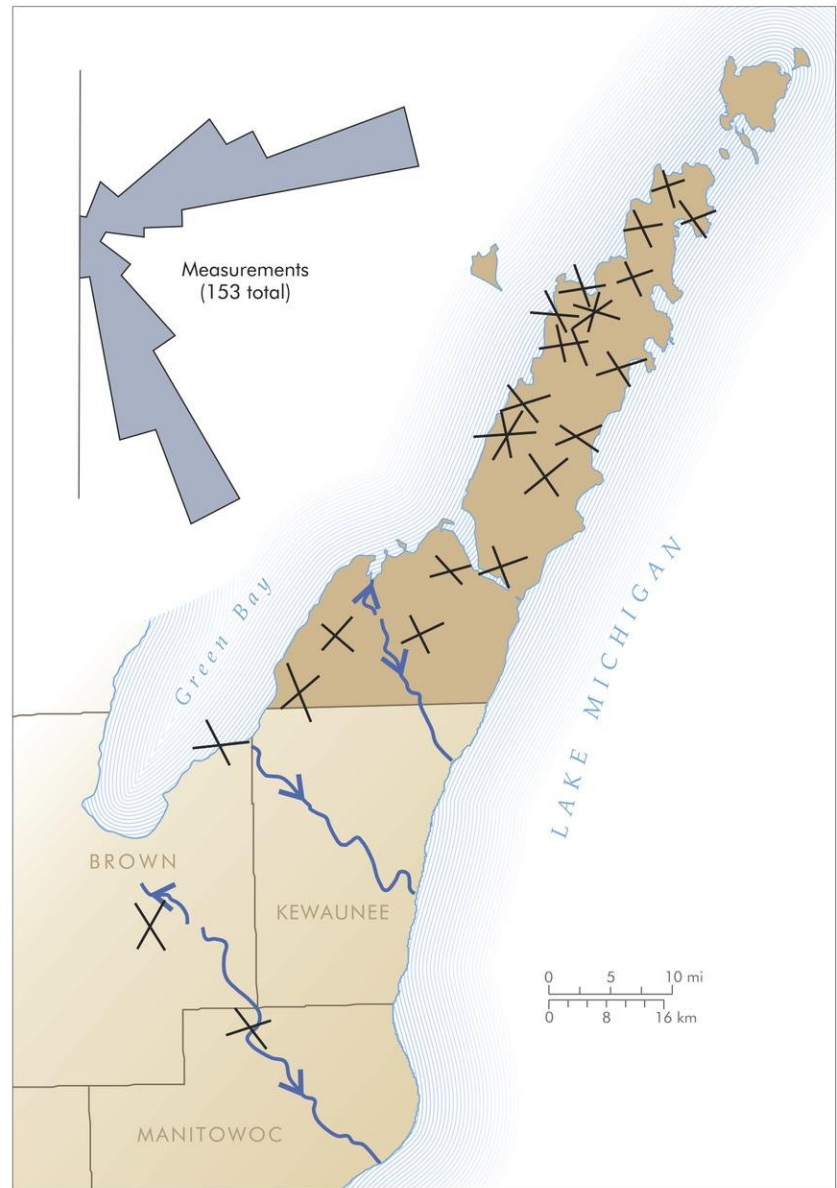 Measurements
(153 total)
Green Bay
LAKE MICHIGAN
BROWN
KEWAUNEE
0 5 10 mi
0 8 16 km
MANITOWOC